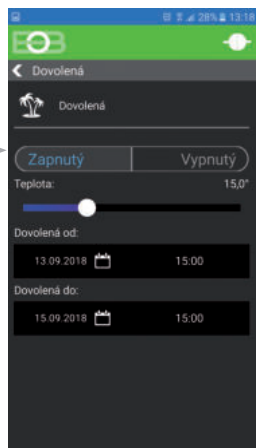 28% 13:18
EOB
Dovolená
Dovolená
Zapnutý Vypnutý
Teplota: 15,0°
Dovolená od:
13.09.2018 15:00
Dovolená do:
15.09.2018 15:00